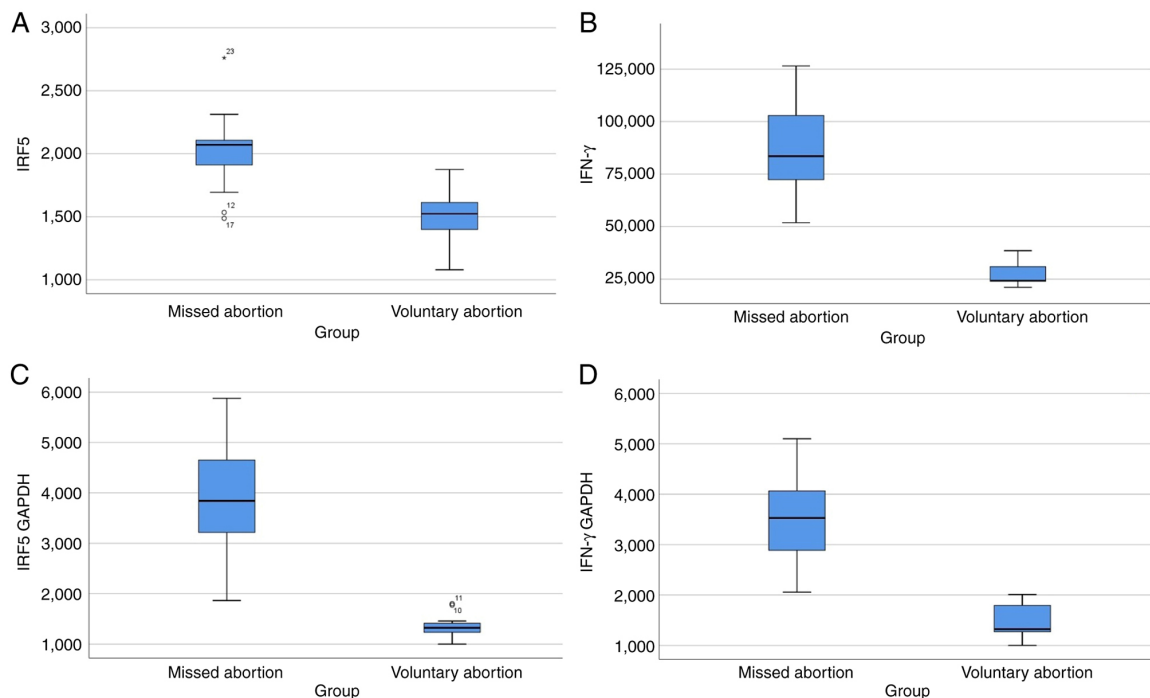 A
3,000
2,500
2,000
1,500
1,000
IRF5
23
12
17
Missed abortion
Voluntary abortion
Group
B
125,000
100,000
75,000
50,000
25,000
IFN-γ
Missed abortion
Voluntary abortion
Group
C
6,000
5,000
4,000
3,000
2,000
1,000
IRF5 GAPDH
11
10
Missed abortion
Voluntary abortion
Group
D
6,000
5,000
4,000
3,000
2,000
1,000
IFN-γ GAPDH
Missed abortion
Voluntary abortion
Group